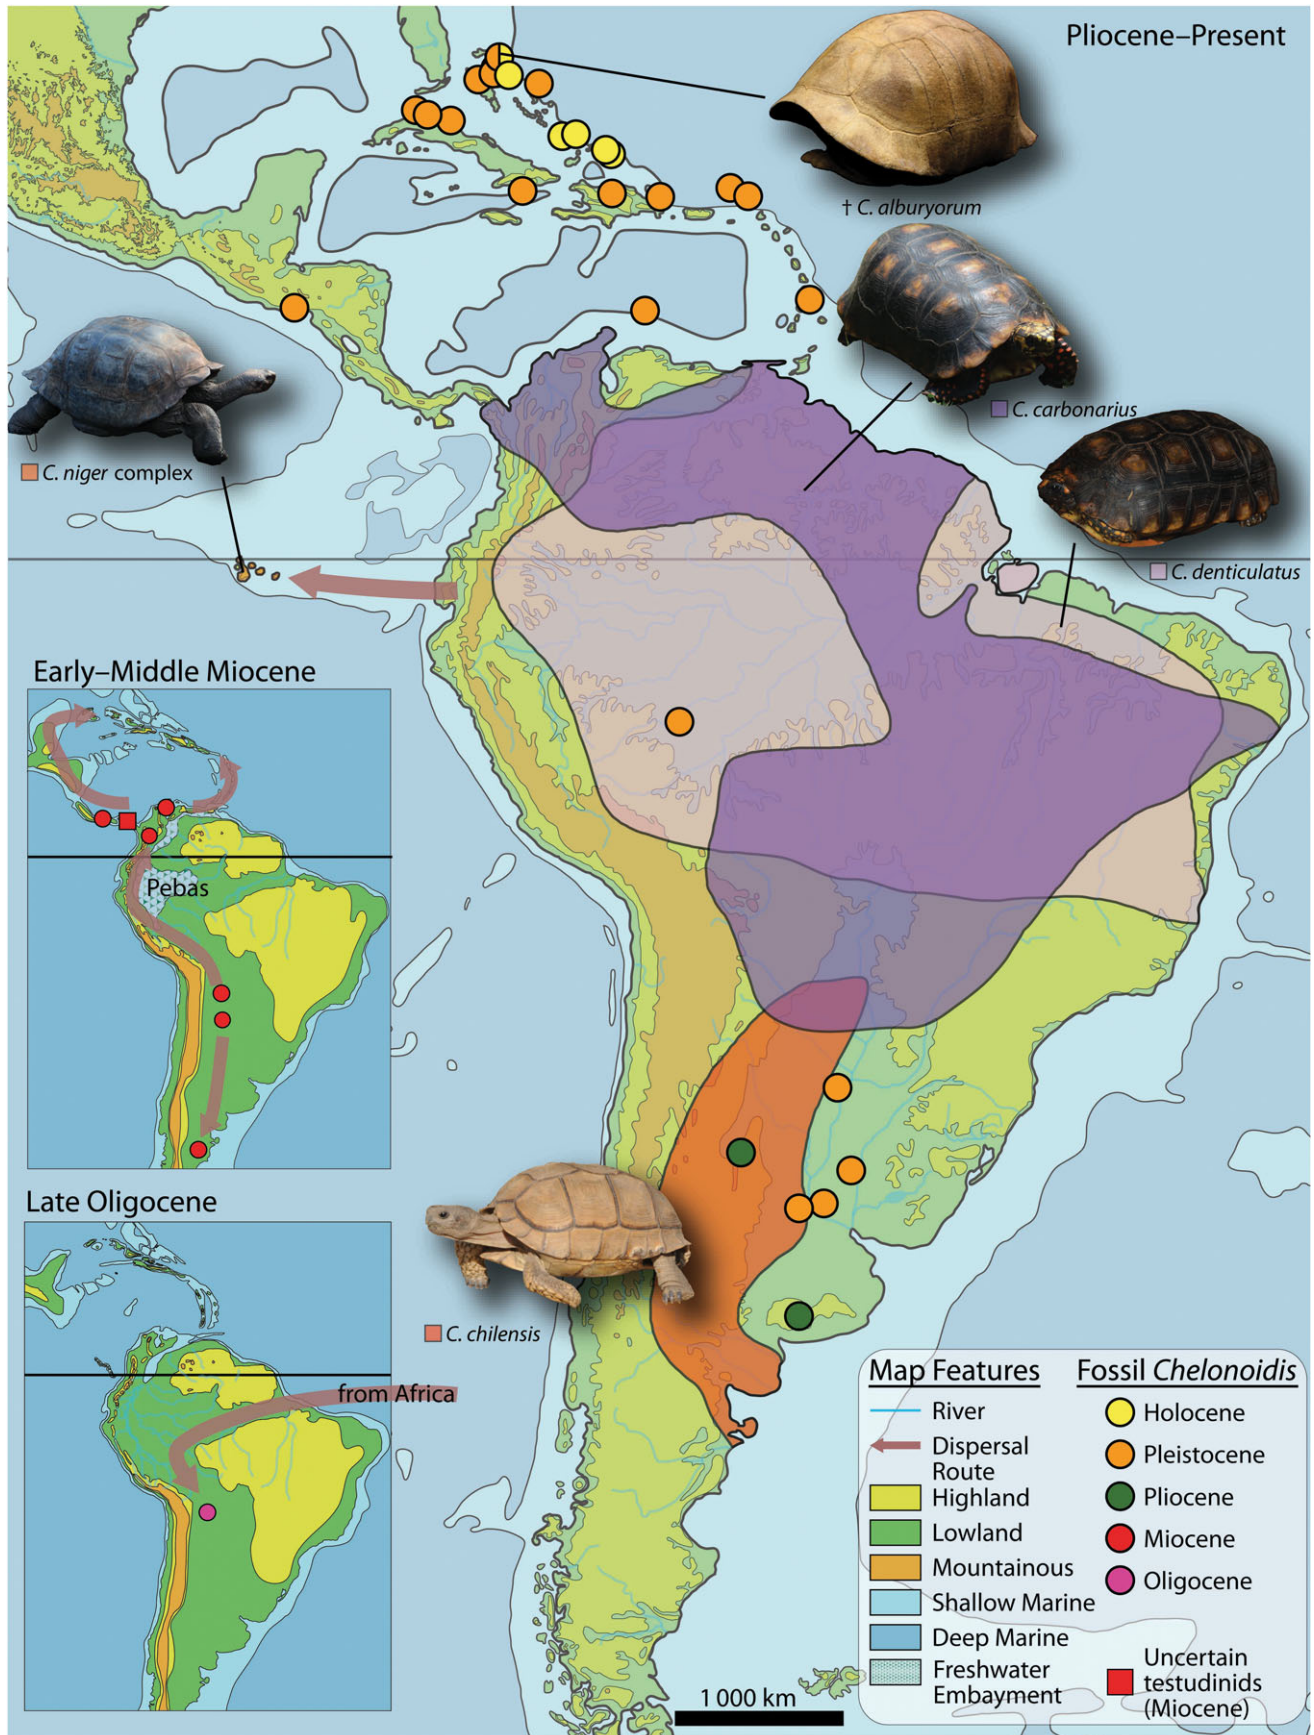 Pliocene–Present
† C. alburyorum
C. carbonarius
C. niger complex
C. denticulatus
Early–Middle Miocene
Pebas
Late Oligocene
from Africa
C. chilensis
Map Features
River
Dispersal
Route
Highland
Lowland
Mountainous
Shallow Marine
Deep Marine
Freshwater
Embayment
Fossil Chelonoidis
Holocene
Pleistocene
Pliocene
Miocene
Oligocene
Uncertain
testudinids
(Miocene)
1 000 km